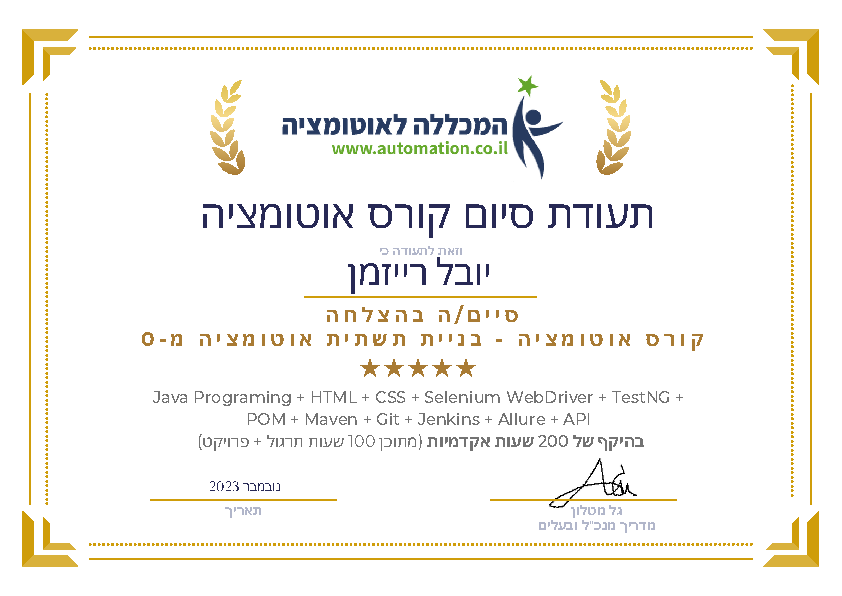 המכללה לאוטומציה
www.automation.co.il
תעודת סיום קורס אוטומציה
וזאת לתעודה כי
יובל רייזמן
סיים/ה בהצלחה
קורס אוטומציה - בניית תשתית אוטומציה מ-0
Java Programing + HTML + CSS + Selenium WebDriver + TestNG +
POM + Maven + Git + Jenkins + Allure + API
בהיקף של 200 שעות אקדמיות (מתוכן 100 שעות תרגול + פרויקט)
נובמבר 2023
תאריך
גל מטלון
מדריך מנכ"ל ובעלים